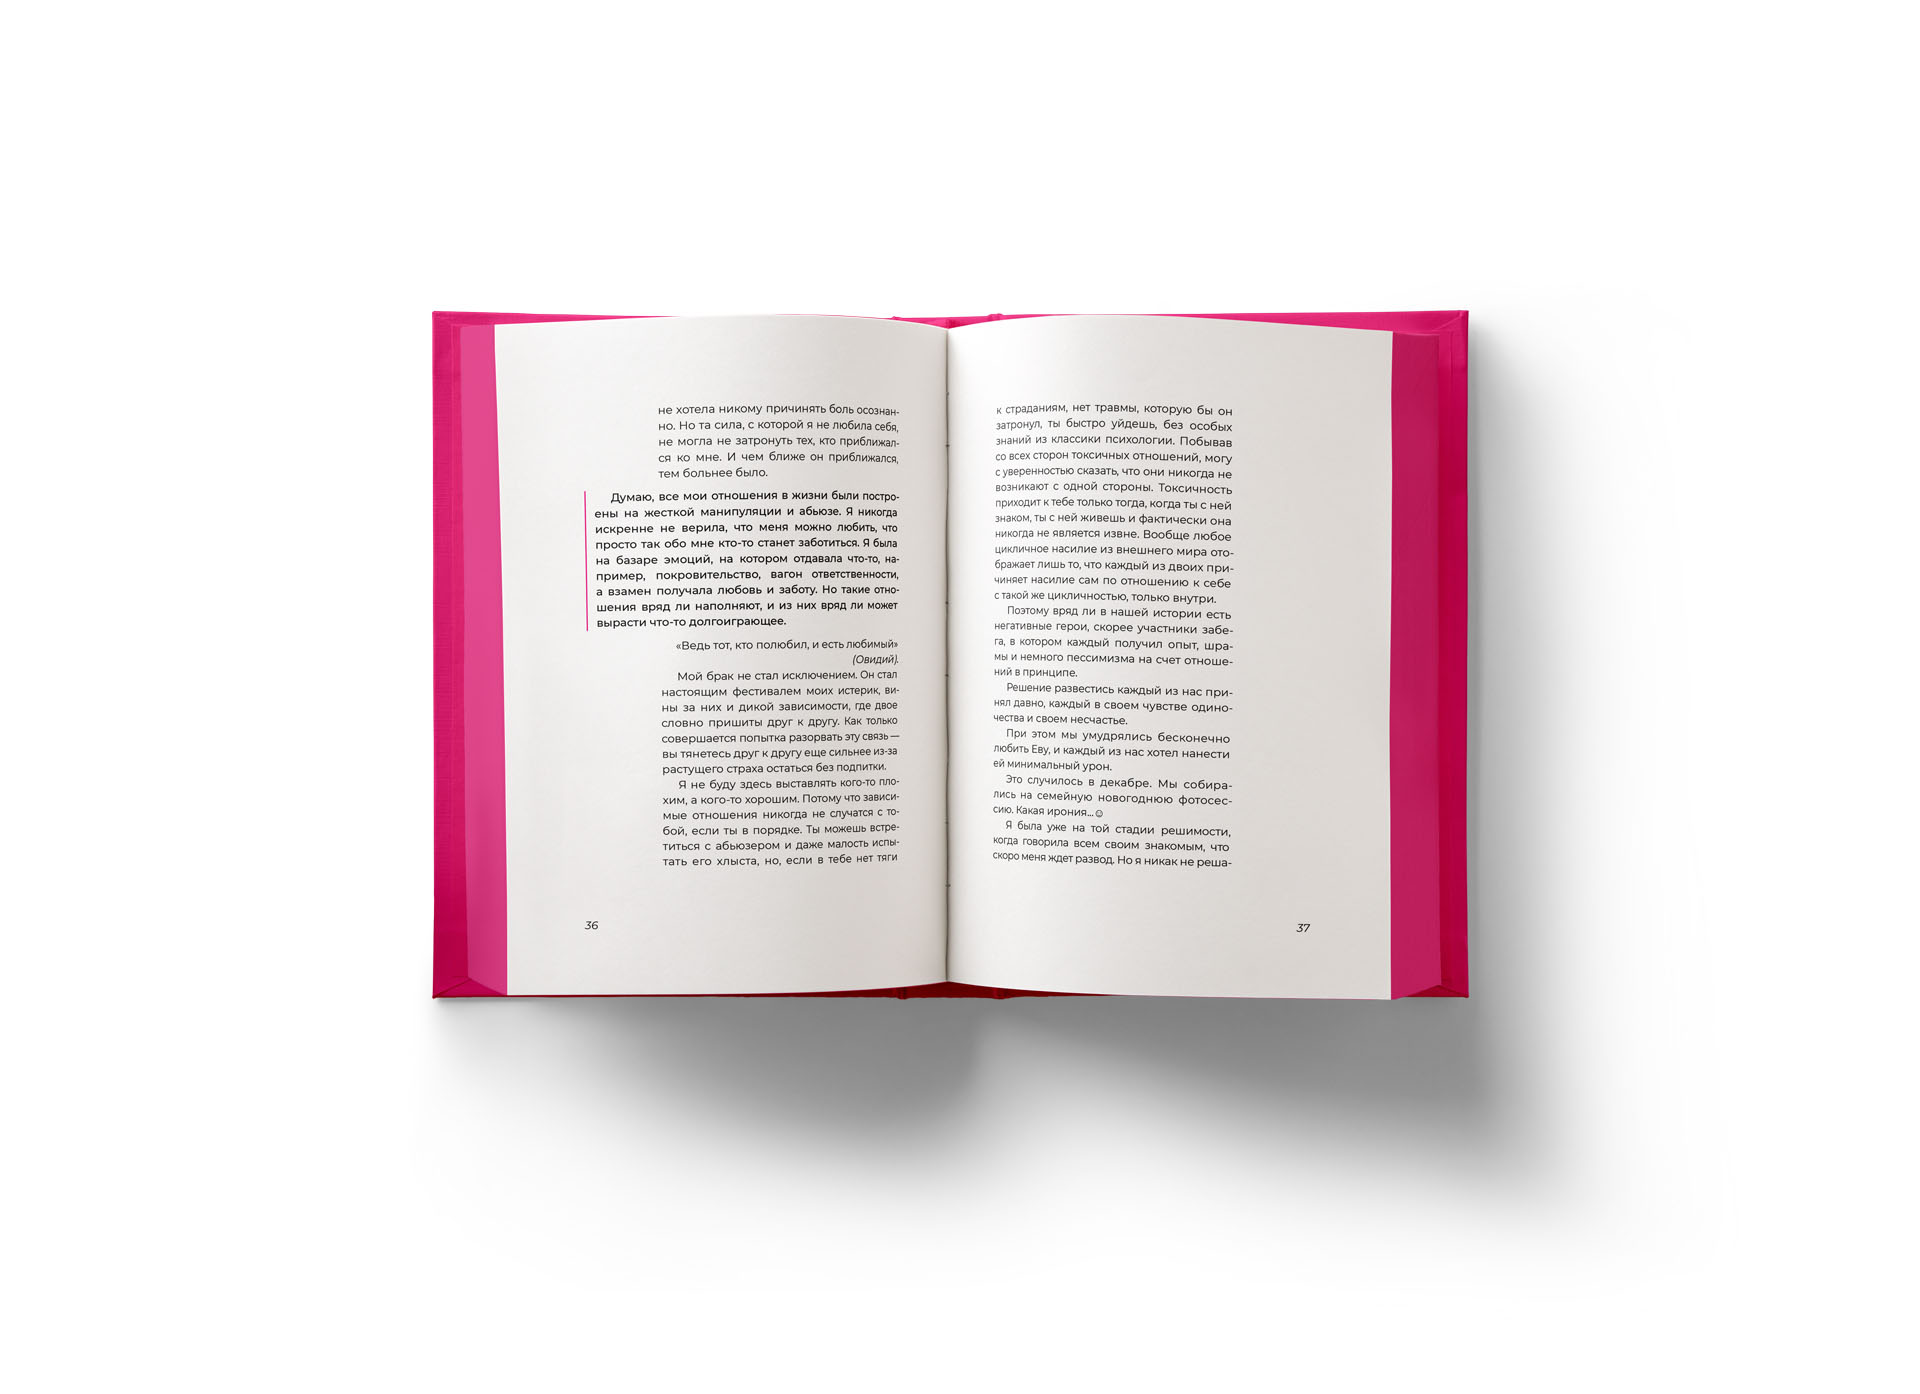 не хотела никому причинять боль осознан-
но. Но та сила, с которой я не любила себя,
не могла не затронуть тех, кто приближал-
ся ко мне. И чем ближе он приближался,
тем больнее было.
Думаю, все мои отношения в жизни были постро-
ены на жесткой манипуляции и абьюзе. Я никогда
искренне не верила, что меня можно любить, что
просто так обо мне кто-то станет заботиться. Я была
на базаре эмоций, на котором отдавала что-то, на-
пример, покровительство, вагон ответственности,
а взамен получала любовь и заботу. Но такие отно-
шения вряд ли наполняют, и из них вряд ли может
вырасти что-то долгоиграющее.
«Ведь тот, кто полюбил, и есть любимый»
(Овидий).
Мой брак не стал исключением. Он стал
настоящим фестивалем моих истерик, ви-
ны за них и дикой зависимости, где двое
словно пришиты друг к другу. Как только
совершается попытка разорвать эту связь —
вы тянетесь друг к другу еще сильнее из-за
растущего страха остаться без подпитки.
Я не буду здесь выставлять кого-то пло-
хим, а кого-то хорошим. Потому что зависи-
мые отношения никогда не случатся с то-
бой, если ты в порядке. Ты можешь встре-
титься с абьюзером и даже малость испы-
тать его хлыста, но, если в тебе нет тяги
36
к страданиям, нет травмы, которую бы он
затронул, ты быстро уйдешь, без особых
знаний из классики психологии. Побывав
со всех сторон токсичных отношений, могу
с уверенностью сказать, что они никогда не
возникают с одной стороны. Токсичность
приходит к тебе только тогда, когда ты с ней
знаком, ты с ней живешь и фактически она
никогда не является извне. Вообще любое
цикличное насилие из внешнего мира ото-
бражает лишь то, что каждый из двоих при-
чиняет насилие сам по отношению к себе
с такой же цикличностью, только внутри.
Поэтому вряд ли в нашей истории есть
негативные герои, скорее участники забе-
га, в котором каждый получил опыт, шра-
мы и немного пессимизма на счет отноше-
ний в принципе.
Решение развестись каждый из нас при-
нял давно, каждый в своем чувстве одино-
чества и своем несчастье.
При этом мы умудрялись бесконечно
любить Еву, и каждый из нас хотел нанести
ей минимальный урон.
Это случилось в декабре. Мы собира-
лись на семейную новогоднюю фотосес-
сию. Какая ирония...☺
Я была уже на той стадии решимости,
когда говорила всем своим знакомым, что
скоро меня ждет развод. Но я никак не реша-
37